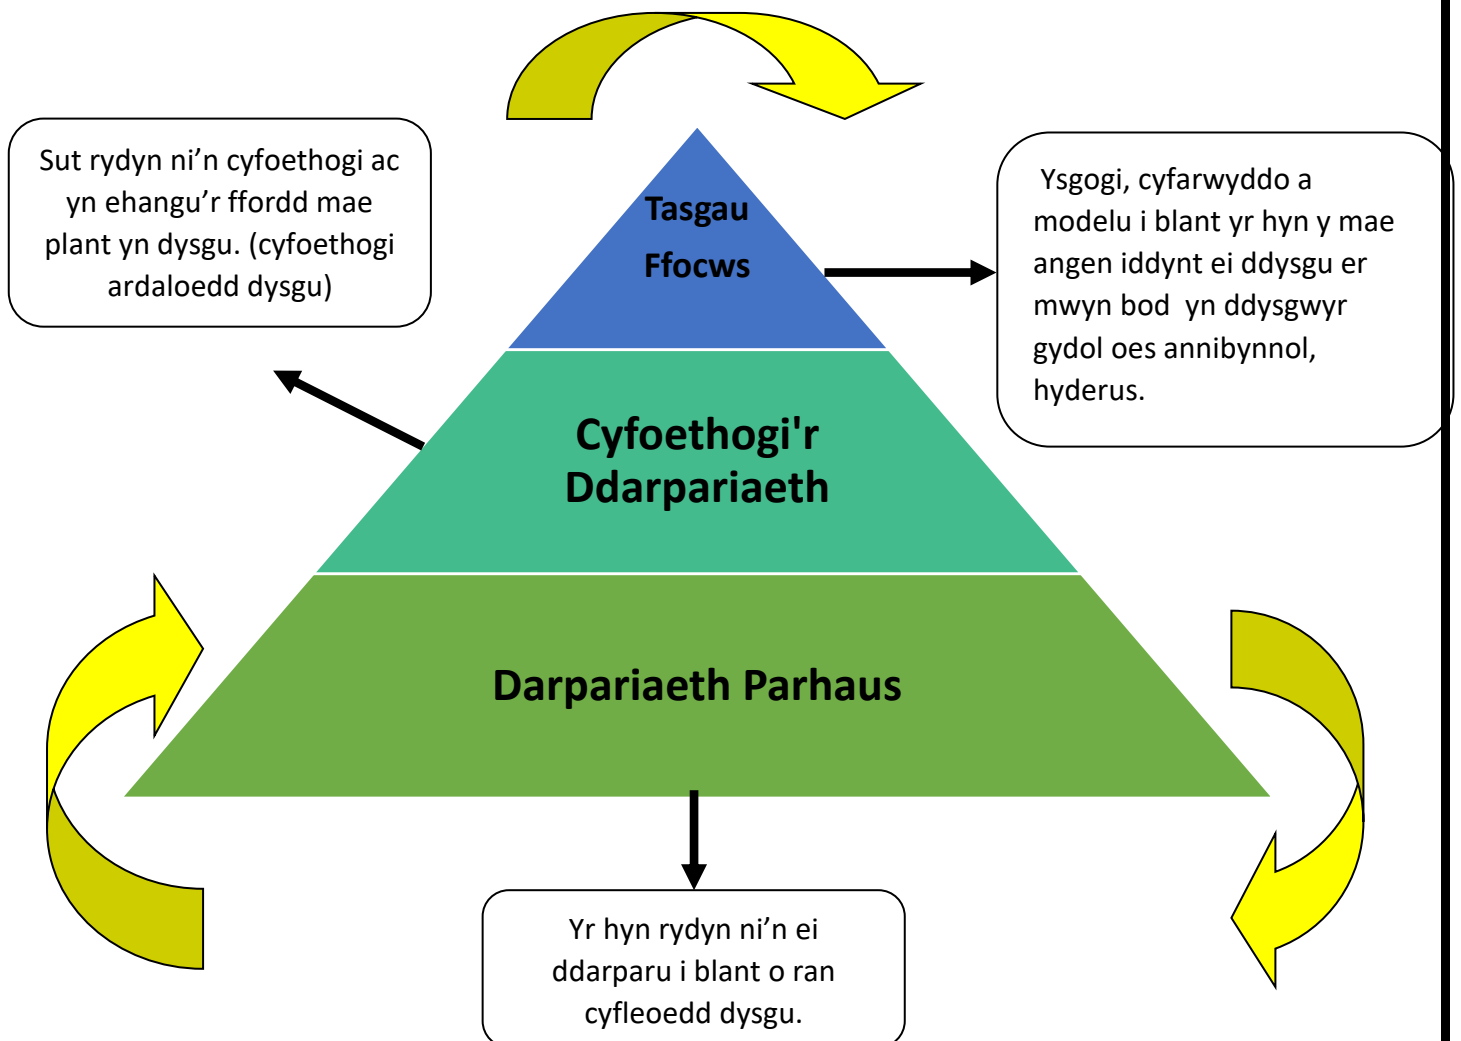 Sut rydyn ni’n cyfoethogi ac
yn ehangu’r ffordd mae
plant yn dysgu. (cyfoethogi
ardaloedd dysgu)
Tasgau
Ffocws
Ysgogi, cyfarwyddo a
modelu i blant yr hyn y mae
angen iddynt ei ddysgu er
mwyn bod  yn ddysgwyr
gydol oes annibynnol,
hyderus.
Cyfoethogi'r
Ddarpariaeth
Darpariaeth Parhaus
Yr hyn rydyn ni’n ei
ddarparu i blant o ran
cyfleoedd dysgu.